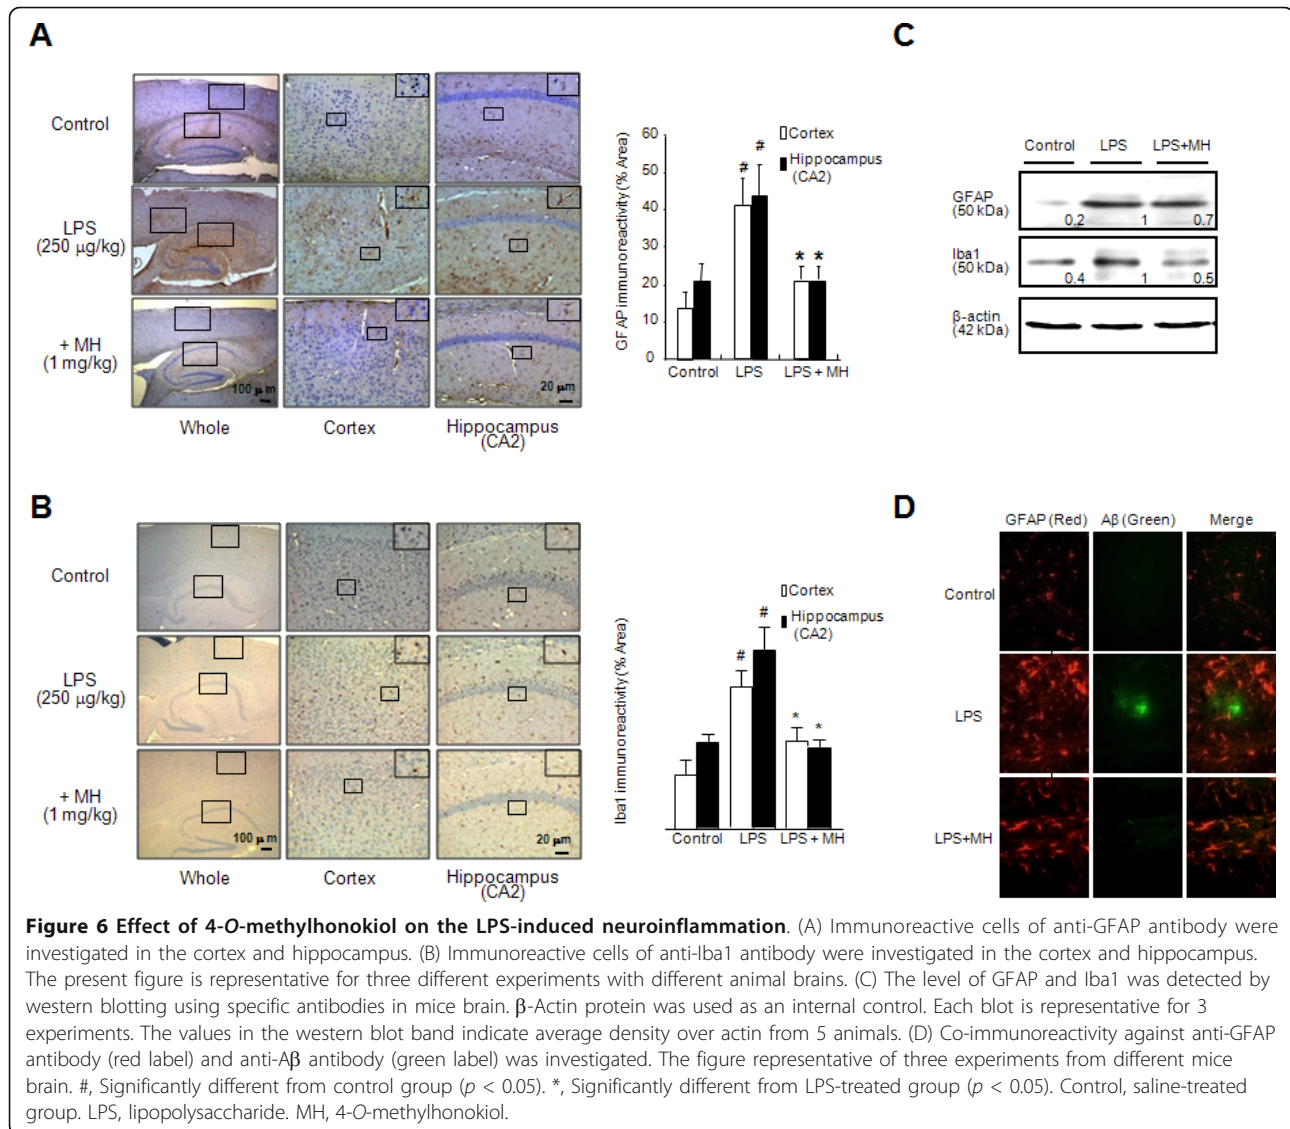 A
Control
LPS
(250 µg/kg)
+ MH
(1 mg/kg)
100 µm
20 µm
Whole
Cortex
Hippocampus
(CA2)
GFAP immunoreactivity (% Area)
60
50
40
30
20
10
0
Cortex
Hippocampus
(CA2)
#
#
*
*
Control
LPS
LPS + MH
C
Control
LPS
LPS+MH
GFAP
(50 kDa)
0.2
1
0.7
Iba1
(50 kDa)
0.4
1
0.5
β-actin
(42 kDa)
B
Control
LPS
(250 µg/kg)
+ MH
(1 mg/kg)
100 µm
20 µm
Whole
Cortex
Hippocampus
(CA2)
Iba1 immunoreactivity (% Area)
Cortex
Hippocampus
(CA2)
#
#
*
*
Control
LPS
LPS + MH
D
GFAP (Red)
Aβ (Green)
Merge
Control
LPS
LPS+MH
Figure 6 Effect of 4-O-methylhonokiol on the LPS-induced neuroinflammation. (A) Immunoreactive cells of anti-GFAP antibody were
investigated in the cortex and hippocampus. (B) Immunoreactive cells of anti-Iba1 antibody were investigated in the cortex and hippocampus.
The present figure is representative for three different experiments with different animal brains. (C) The level of GFAP and Iba1 was detected by
western blotting using specific antibodies in mice brain. β-Actin protein was used as an internal control. Each blot is representative for 3
experiments. The values in the western blot band indicate average density over actin from 5 animals. (D) Co-immunoreactivity against anti-GFAP
antibody (red label) and anti-Aβ antibody (green label) was investigated. The figure representative of three experiments from different mice
brain. #, Significantly different from control group (p < 0.05). *, Significantly different from LPS-treated group (p < 0.05). Control, saline-treated
group. LPS, lipopolysaccharide. MH, 4-O-methylhonokiol.